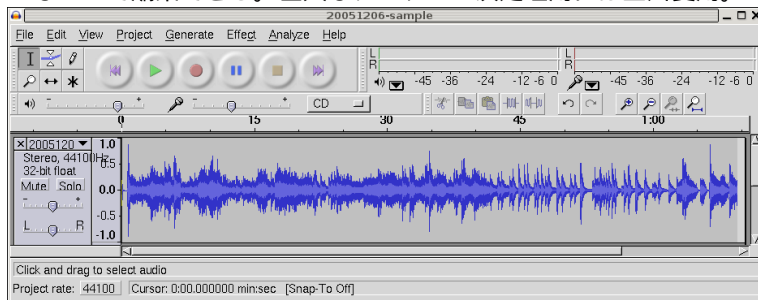 20051206-sample
File Edit View Project Generate Effect Analyze Help
L
R
-45 -36 -24 -12 -6 0
L
R
-45 -36 -24 -12 -6 0
- +
- +
CD
0 15 30 45 1:00
2005120
Stereo, 44100Hz
32-bit float
Mute Solo
- +
L R
1.0
0.5
0.0
-0.5
-1.0
Click and drag to select audio
Project rate: 44100 Cursor: 0:00.000000 min:sec [Snap-To Off]